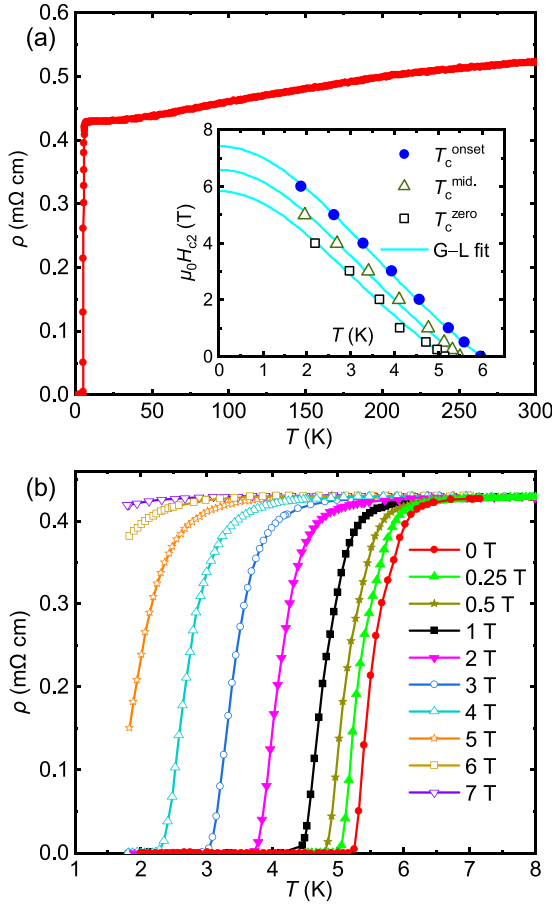 (a)
0.6
0.5
0.4
0.3
0.2
0.1
0.0
ρ (mΩ cm)
0 50 100 150 200 250 300
T (K)
8
6
4
2
0
μ₀Hc2 (T)
0 1 2 3 4 5 6
T (K)
Tc onset
Tc mid.
Tc zero
G–L fit
(b)
0.4
0.3
0.2
0.1
0.0
ρ (mΩ cm)
1 2 3 4 5 6 7 8
T (K)
0 T
0.25 T
0.5 T
1 T
2 T
3 T
4 T
5 T
6 T
7 T